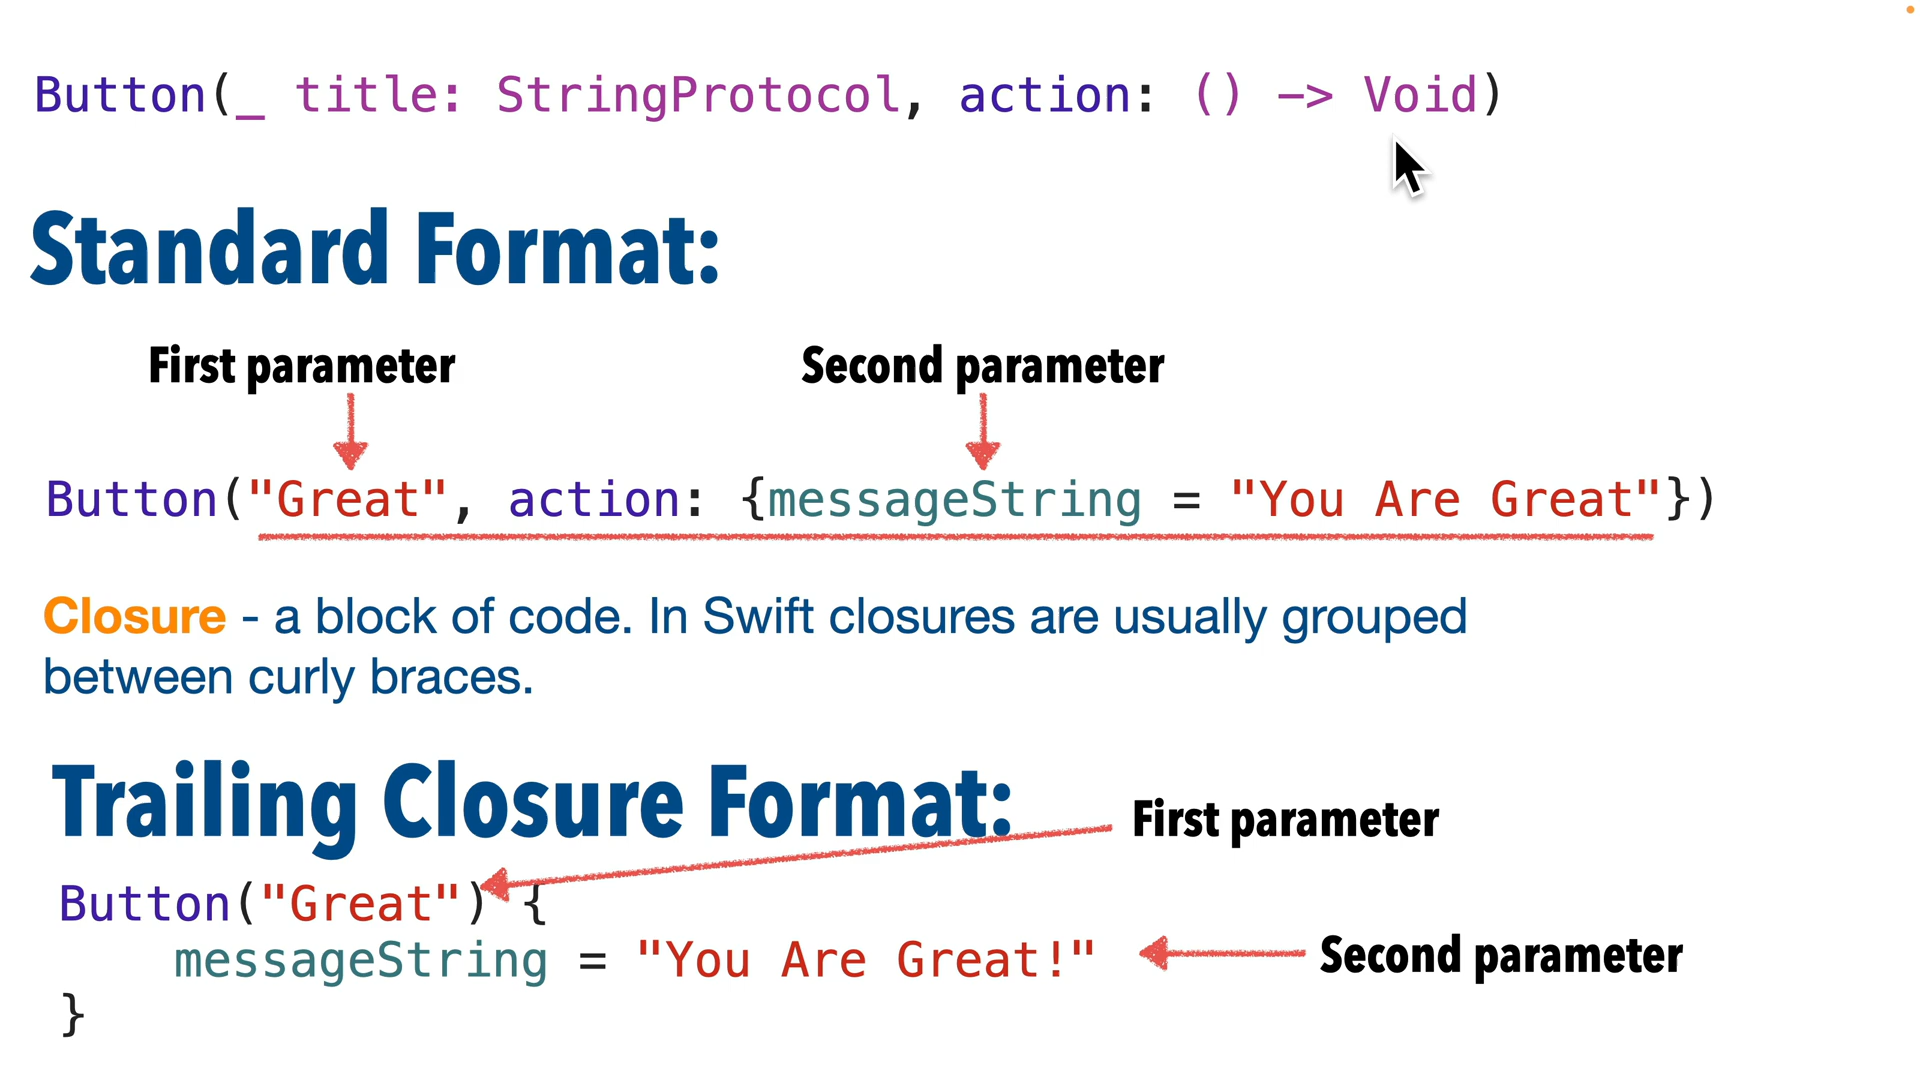 Button(_ title: StringProtocol, action: () -> Void)
Standard Format:
First parameter
Second parameter
Button("Great", action: {messageString = "You Are Great"})
Closure - a block of code. In Swift closures are usually grouped
between curly braces.
Trailing Closure Format:
First parameter
Button("Great") {
messageString = "You Are Great!"
Second parameter
}